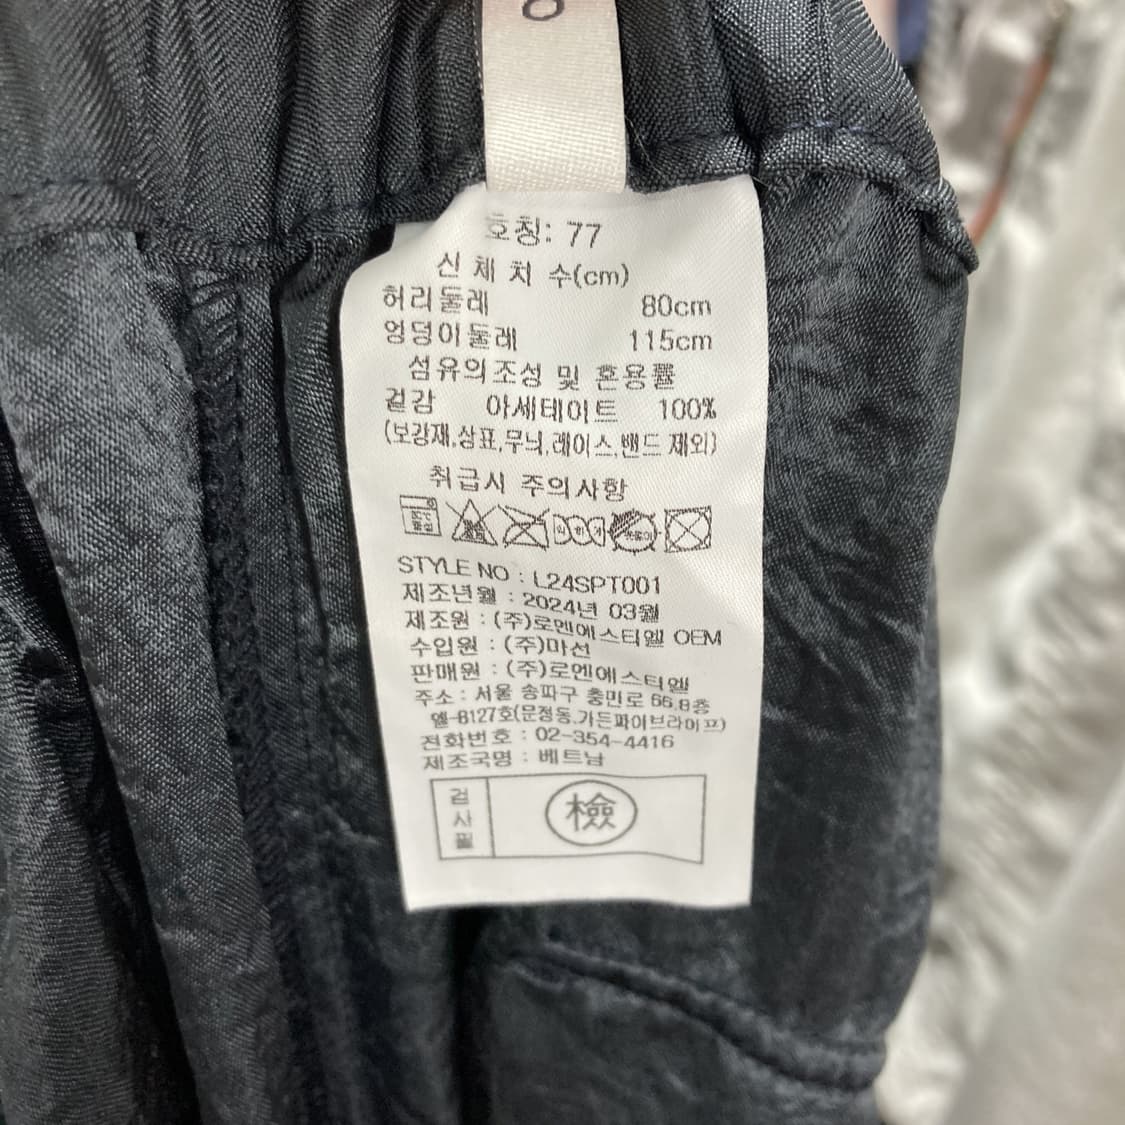 호칭: 77
신 체 치 수(cm)
허리둘레 80cm
엉덩이둘레 115cm
섬유의조성 및 혼용률
겉감 아세테이트 100%
(보강재,상표,무늬,레이스,밴드 제외)
취급시 주의사항
STYLE NO : L24SPT001
제조년월 : 2024년 03월
제조원 : (주)로엔에스티엘 OEM
수입원 : (주)마선
판매원 : (주)로엔에스티엘
주소 : 서울 송파구 충민로 66,8층
엘-8127호(문정동,가든파이브라이프)
전화번호 : 02-354-4416
제조국명 : 베트남
검사필
檢